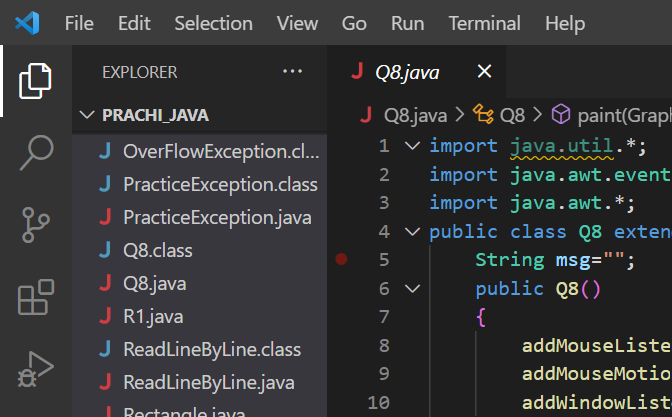 File Edit Selection View Go Run Terminal Help
EXPLORER
PRACHI_JAVA
OverFlowException.cl...
PracticeException.class
PracticeException.java
Q8.class
Q8.java
R1.java
ReadLineByLine.class
ReadLineByLine.java
Rectangle.java
Q8.java
Q8.java > Q8 > paint(Grap
1 import java.util.*;
2 import java.awt.event
3 import java.awt.*;
4 public class Q8 exten
5 String msg="";
6 public Q8()
7 {
8 addMouseListe
9 addMouseMotio
10 addWindowList